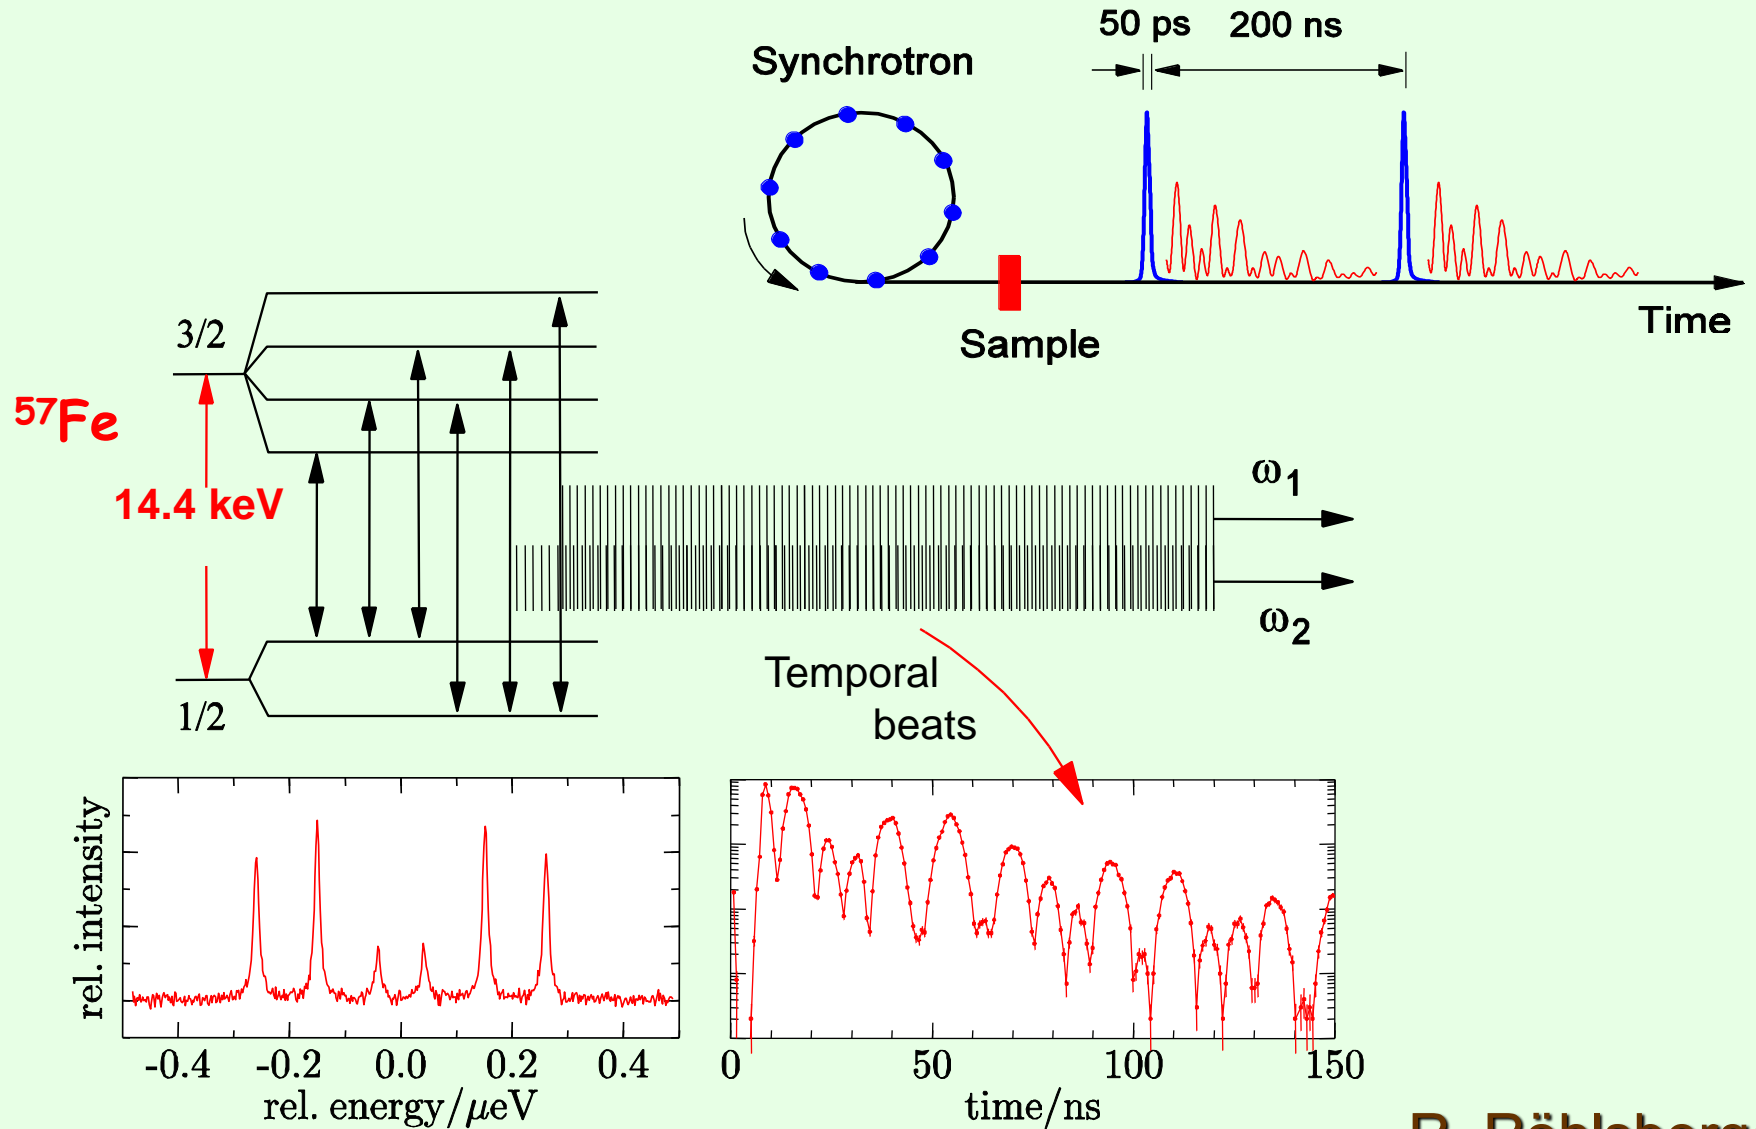 50 ps 200 ns
Synchrotron
Time
Sample
3/2
⁵⁷Fe
14.4 keV
1/2
ω₁
ω₂
Temporal
beats
rel. intensity
-0.4 -0.2 0.0 0.2 0.4
rel. energy/μeV
0 50 100 150
time/ns